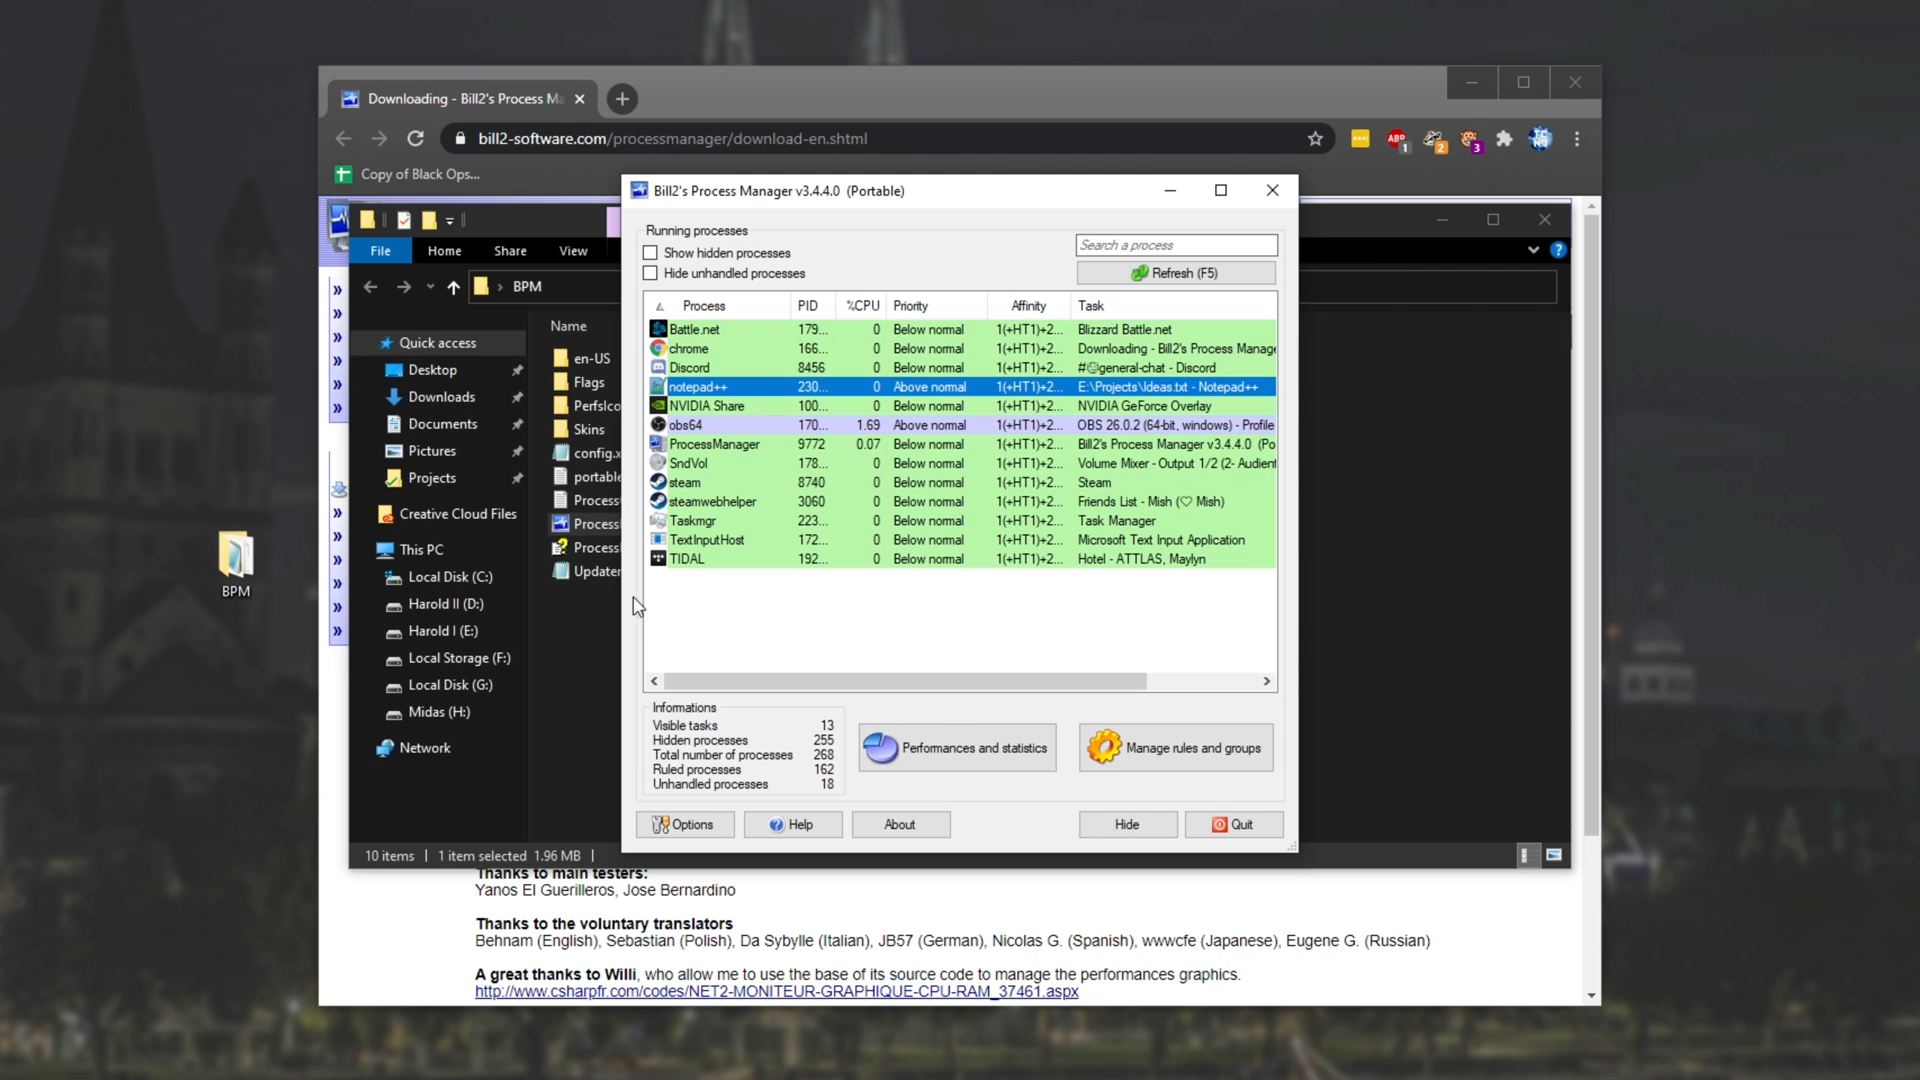 Downloading - Bill2's Process Ma
bill2-software.com/processmanager/download-en.shtml
ABP
1
2
3
Copy of Black Ops...
File
Home
Share
View
BPM
Quick access
Desktop
Downloads
Documents
Pictures
Projects
Creative Cloud Files
This PC
Local Disk (C:)
Harold II (D:)
Harold I (E:)
Local Storage (F:)
Local Disk (G:)
Midas (H:)
Network
Name
en-US
Flags
PerfsIco
Skins
config.x
portable
Process
Process
Process
Updater
10 items
1 item selected 1.96 MB
BPM
Bill2's Process Manager v3.4.4.0 (Portable)
Running processes
Show hidden processes
Hide unhandled processes
Search a process
Refresh (F5)
Process PID %CPU Priority Affinity Task
Battle.net 179... 0 Below normal 1(+HT1)+2... Blizzard Battle.net
chrome 166... 0 Below normal 1(+HT1)+2... Downloading - Bill2's Process Manage
Discord 8456 0 Below normal 1(+HT1)+2... #😊general-chat - Discord
notepad++ 230... 0 Above normal 1(+HT1)+2... E:\Projects\Ideas.txt - Notepad++
NVIDIA Share 100... 0 Below normal 1(+HT1)+2... NVIDIA GeForce Overlay
obs64 170... 1.69 Above normal 1(+HT1)+2... OBS 26.0.2 (64-bit, windows) - Profile
ProcessManager 9772 0.07 Below normal 1(+HT1)+2... Bill2's Process Manager v3.4.4.0 (Po
SndVol 178... 0 Below normal 1(+HT1)+2... Volume Mixer - Output 1/2 (2- Audient
steam 8740 0 Below normal 1(+HT1)+2... Steam
steamwebhelper 3060 0 Below normal 1(+HT1)+2... Friends List - Mish (♡ Mish)
Taskmgr 223... 0 Below normal 1(+HT1)+2... Task Manager
TextInputHost 172... 0 Below normal 1(+HT1)+2... Microsoft Text Input Application
TIDAL 192... 0 Below normal 1(+HT1)+2... Hotel - ATTLAS, Maylyn
Informations
Visible tasks 13
Hidden processes 255
Total number of processes 268
Ruled processes 162
Unhandled processes 18
Performances and statistics
Manage rules and groups
Options
Help
About
Hide
Quit
Thanks to main testers:
Yanos El Guerilleros, Jose Bernardino
Thanks to the voluntary translators
Behnam (English), Sebastian (Polish), Da Sybylle (Italian), JB57 (German), Nicolas G. (Spanish), wwwcfe (Japanese), Eugene G. (Russian)
A great thanks to Willi, who allow me to use the base of its source code to manage the performances graphics.
http://www.csharpfr.com/codes/NET2-MONITEUR-GRAPHIQUE-CPU-RAM_37461.aspx